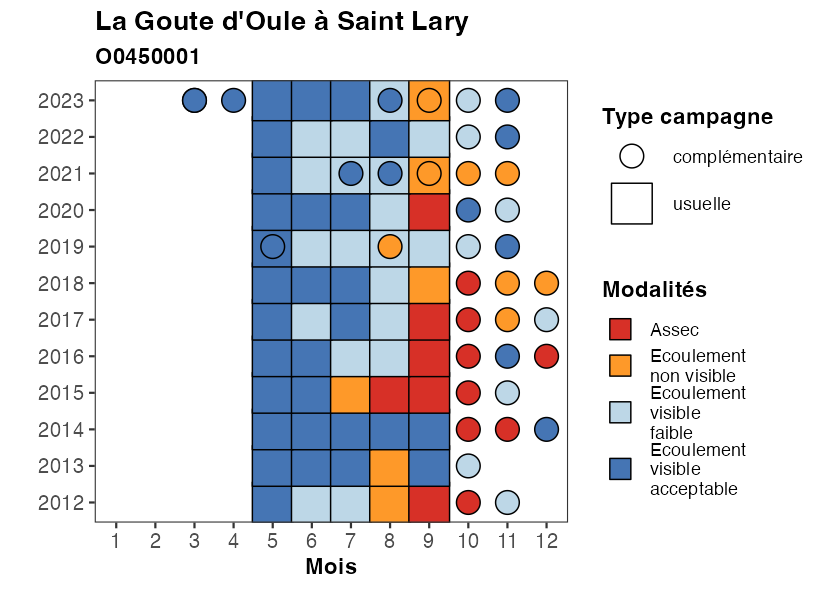 La Goute d'Oule à Saint Lary
O0450001
2023
2022
2021
2020
2019
2018
2017
2016
2015
2014
2013
2012
1 2 3 4 5 6 7 8 9 10 11 12
Mois
Type campagne
complémentaire
usuelle
Modalités
Assec
Ecoulement
non visible
Ecoulement
visible
faible
Ecoulement
visible
acceptable